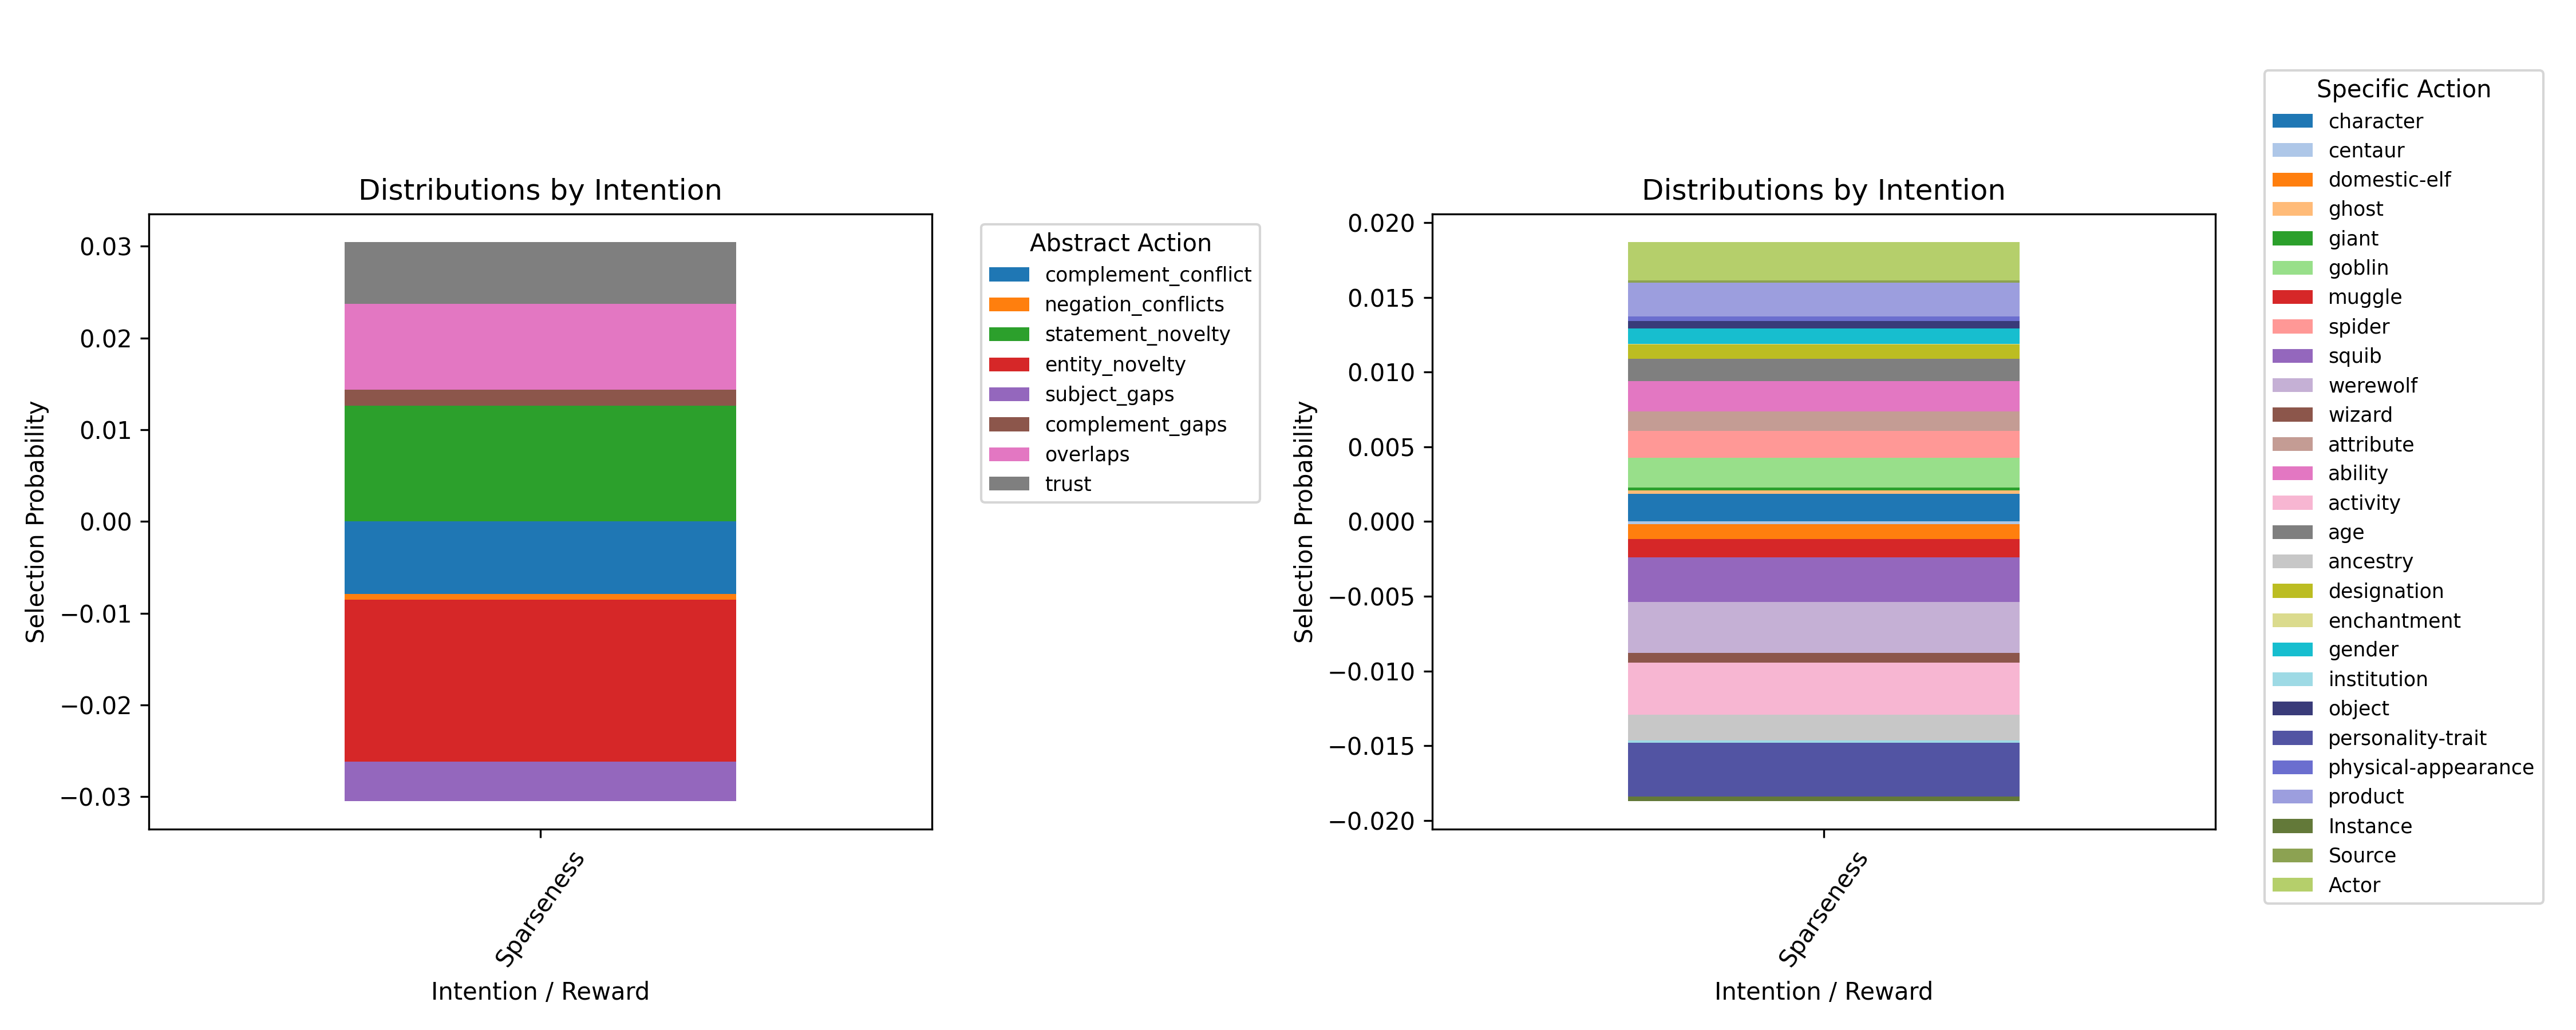 Distributions by Intention
0.03
0.02
0.01
0.00
−0.01
−0.02
−0.03
Selection Probability
Sparseness
Intention / Reward
Abstract Action
complement_conflict
negation_conflicts
statement_novelty
entity_novelty
subject_gaps
complement_gaps
overlaps
trust
Distributions by Intention
0.020
0.015
0.010
0.005
0.000
−0.005
−0.010
−0.015
−0.020
Selection Probability
Sparseness
Intention / Reward
Specific Action
character
centaur
domestic-elf
ghost
giant
goblin
muggle
spider
squib
werewolf
wizard
attribute
ability
activity
age
ancestry
designation
enchantment
gender
institution
object
personality-trait
physical-appearance
product
Instance
Source
Actor